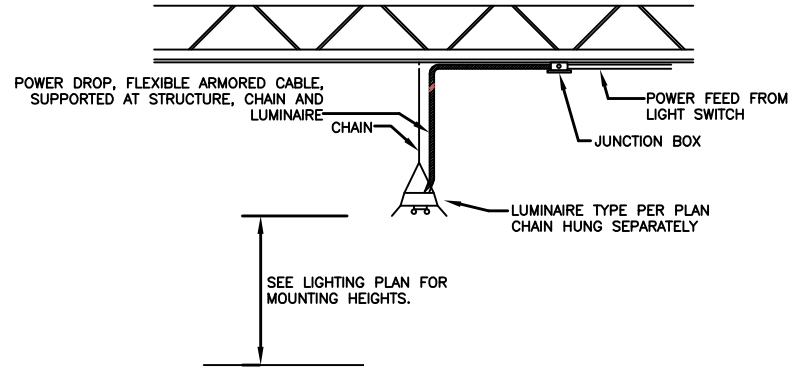 POWER DROP, FLEXIBLE ARMORED CABLE,
SUPPORTED AT STRUCTURE, CHAIN AND
LUMINAIRE
CHAIN
POWER FEED FROM
LIGHT SWITCH
JUNCTION BOX
LUMINAIRE TYPE PER PLAN
CHAIN HUNG SEPARATELY
SEE LIGHTING PLAN FOR
MOUNTING HEIGHTS.